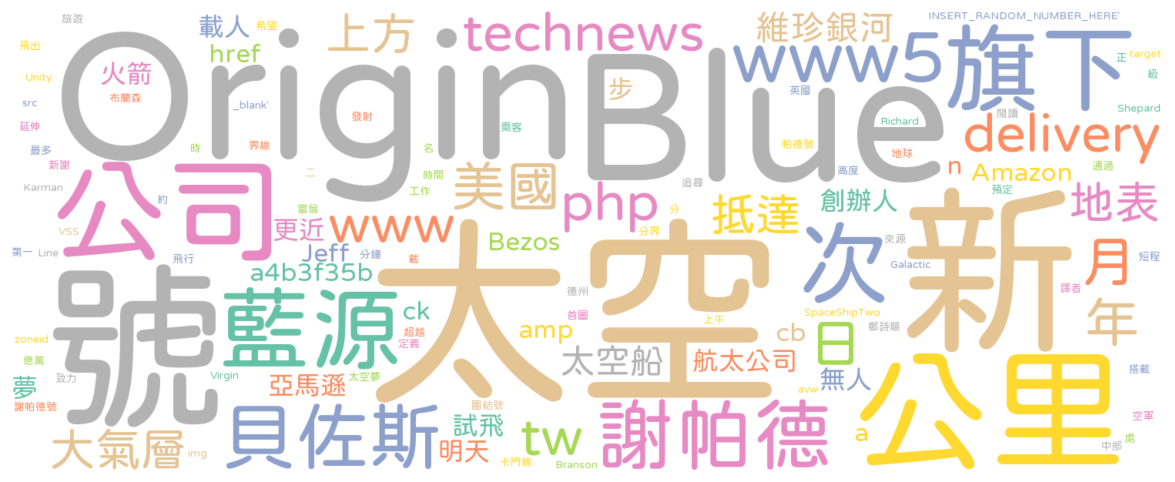 旅遊
載人
希望
上方
technews
維珍銀河
INSERT_RANDOM_NUMBER_HERE'
飛出
href
www5
旗下
正
target
Unity
火箭
OriginBlue
步
級
src
布蘭森
_blank'
英國
Shepard
延伸
發射
乘客
閱讀
Richard
delivery
最多
時
界線
名
帕德號
地球
新謝
二
時間
美國
高度
n
Amazon
通過
Karman
公司
約
工作
php
追尋
抵達
創辦人
預定
地表
富翁
分
VSS
更近
www
分界
次
來源
新
月
第一
Line
飛行
Jeff
分鐘
載
Bezos
太空
Galactic
短程
號
a4b3f35b
德州
譯者
藍源
ck
首圖
上午
SpaceShipTwo
年
zoneid
超越
定義
amp
cb
日
鄭詩韻
億萬
致力
Virgin
太空夢
太空船
航太公司
無人
公里
搭載
夢
亞馬遜
avw
謝帕德號
貝佐斯
團結號
試飛
謝帕德
空軍
大氣層
img
明天
tw
a
處
中部
卡門線
Branson